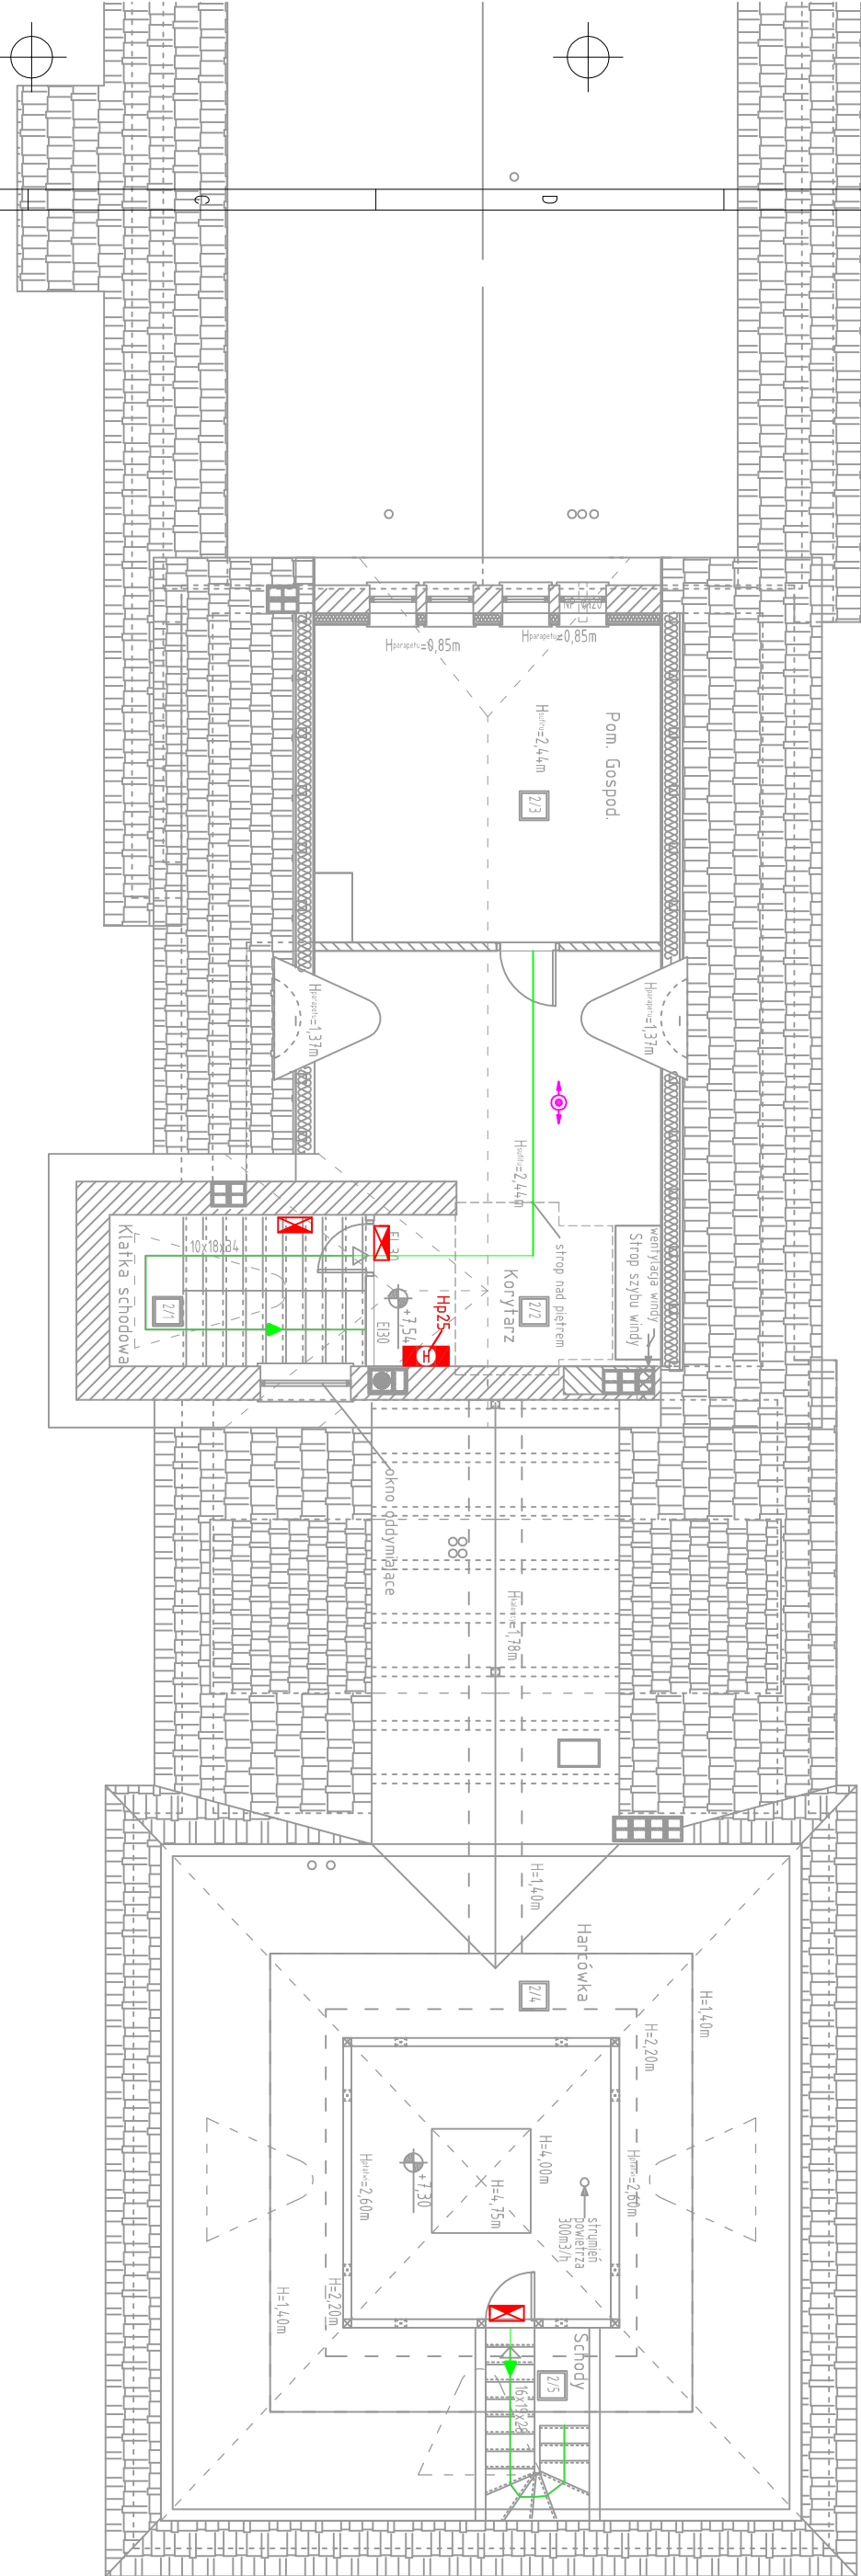 C
D
NP Ø120
Hparapetu=0,85m
Hparapetu=0,85m
Pom. Gospod.
Hsufitu=2,44m
2/3
Hparapetu=1,37m
Hparapetu=1,37m
Hsufitu=2,44m
wentylacja windy
Strop szybu windy
strop nad piętrem
2/2
Korytarz
Klatka schodowa
10x18x34
2/1
EI 30
+7,54
EI30
Hp25
H
okno oddymiające
=1,78m
H=1,40m
Harcówka
2/4
H=1,40m
H=2,20m
=2,60m
H=4,00m
H=4,75m
+7,30
=2,60m
strumień
powietrza
300m3/h
H=2,20m
H=1,40m
Schody
2/5